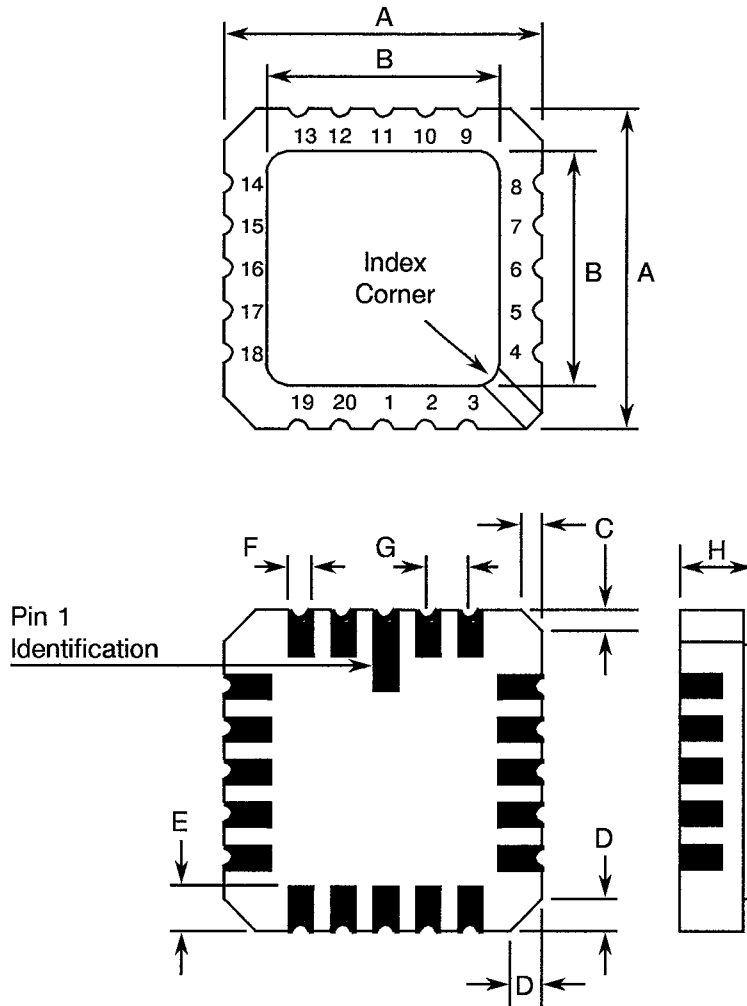 A
B
13 12 11 10 9
14 8
15 7
16 6
17 5
18 4
Index
Corner
B A
19 20 1 2 3
C
F G H
Pin 1
Identification
E D
D